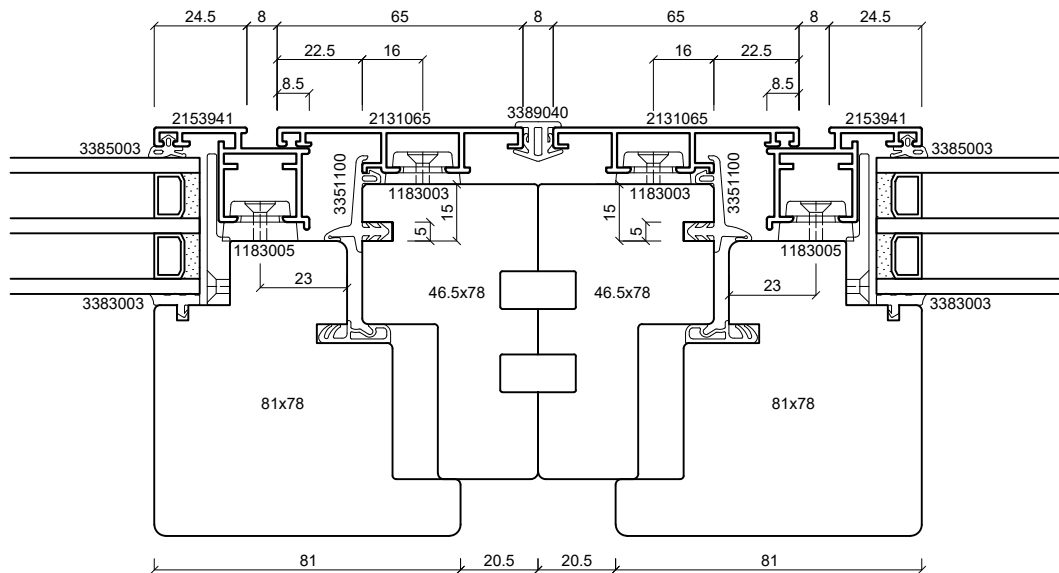 24.5 8 65 8 65 8 24.5
22.5 16 16 22.5
8.5 8.5
3389040
2153941 2131065 2131065 2153941
3385003 3385003
3351100 3351100
1183003 1183003
15 15
5 5
1183005 1183005
23 46.5x78 46.5x78 23
3383003 3383003
81x78 81x78
81 20.5 20.5 81